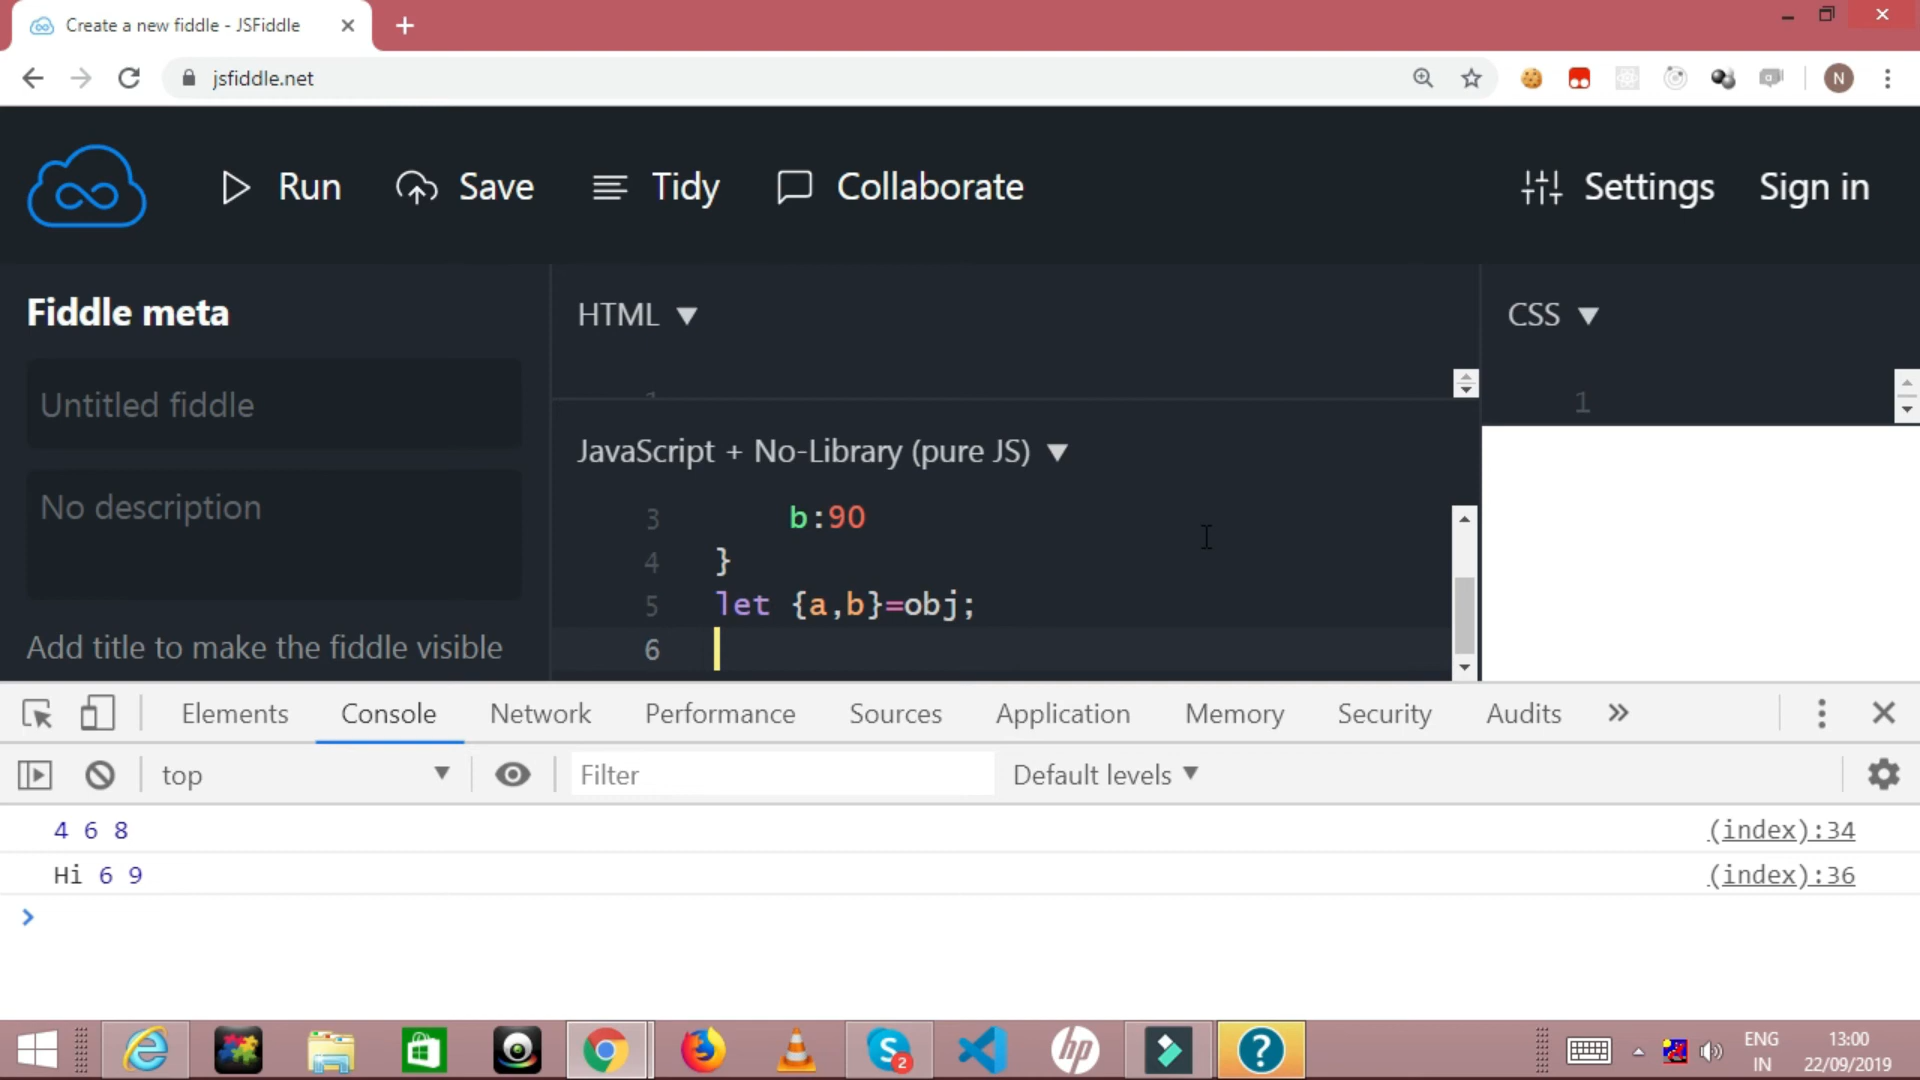 Create a new fiddle - JSFiddle
jsfiddle.net
N
Run
Save
Tidy
Collaborate
Settings
Sign in
Fiddle meta
Untitled fiddle
No description
Add title to make the fiddle visible
HTML
CSS
1
JavaScript + No-Library (pure JS)
3 b:90
4 }
5 let {a,b}=obj;
6
Elements
Console
Network
Performance
Sources
Application
Memory
Security
Audits
top
Filter
Default levels
4 6 8 (index):34
Hi 6 9 (index):36
S
2
hp
?
ENG
IN
13:00
22/09/2019